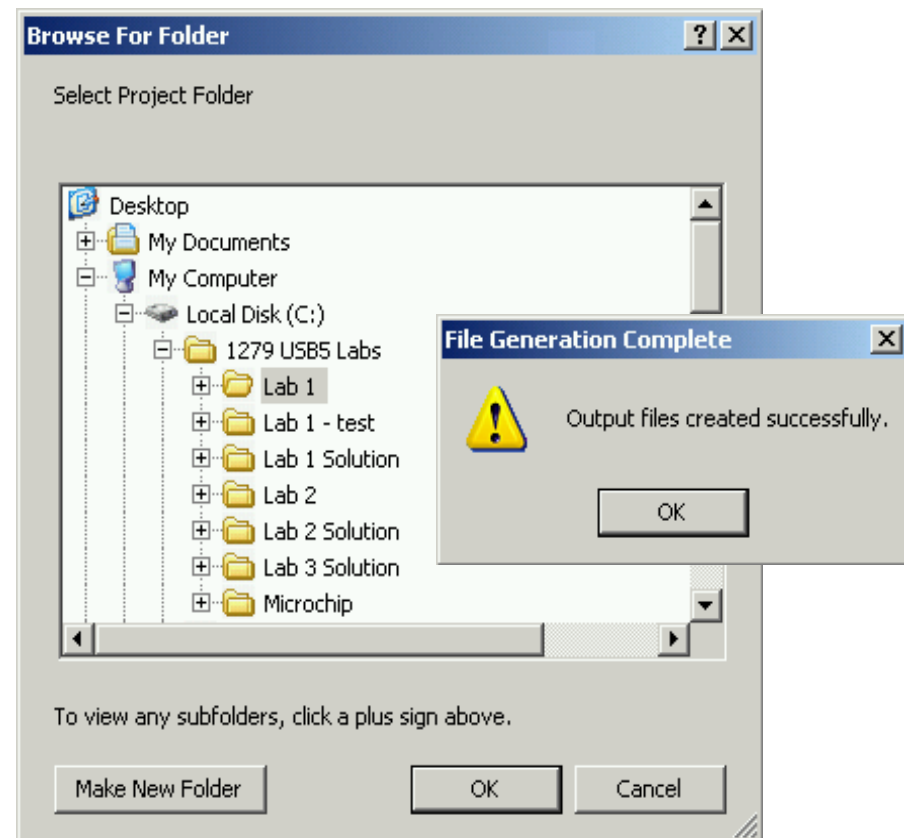 Browse For Folder
Select Project Folder
Desktop
My Documents
My Computer
Local Disk (C:)
1279 USB5 Labs
Lab 1
Lab 1 - test
Lab 1 Solution
Lab 2
Lab 2 Solution
Lab 3 Solution
Microchip
File Generation Complete
Output files created successfully.
OK
To view any subfolders, click a plus sign above.
Make New Folder OK Cancel